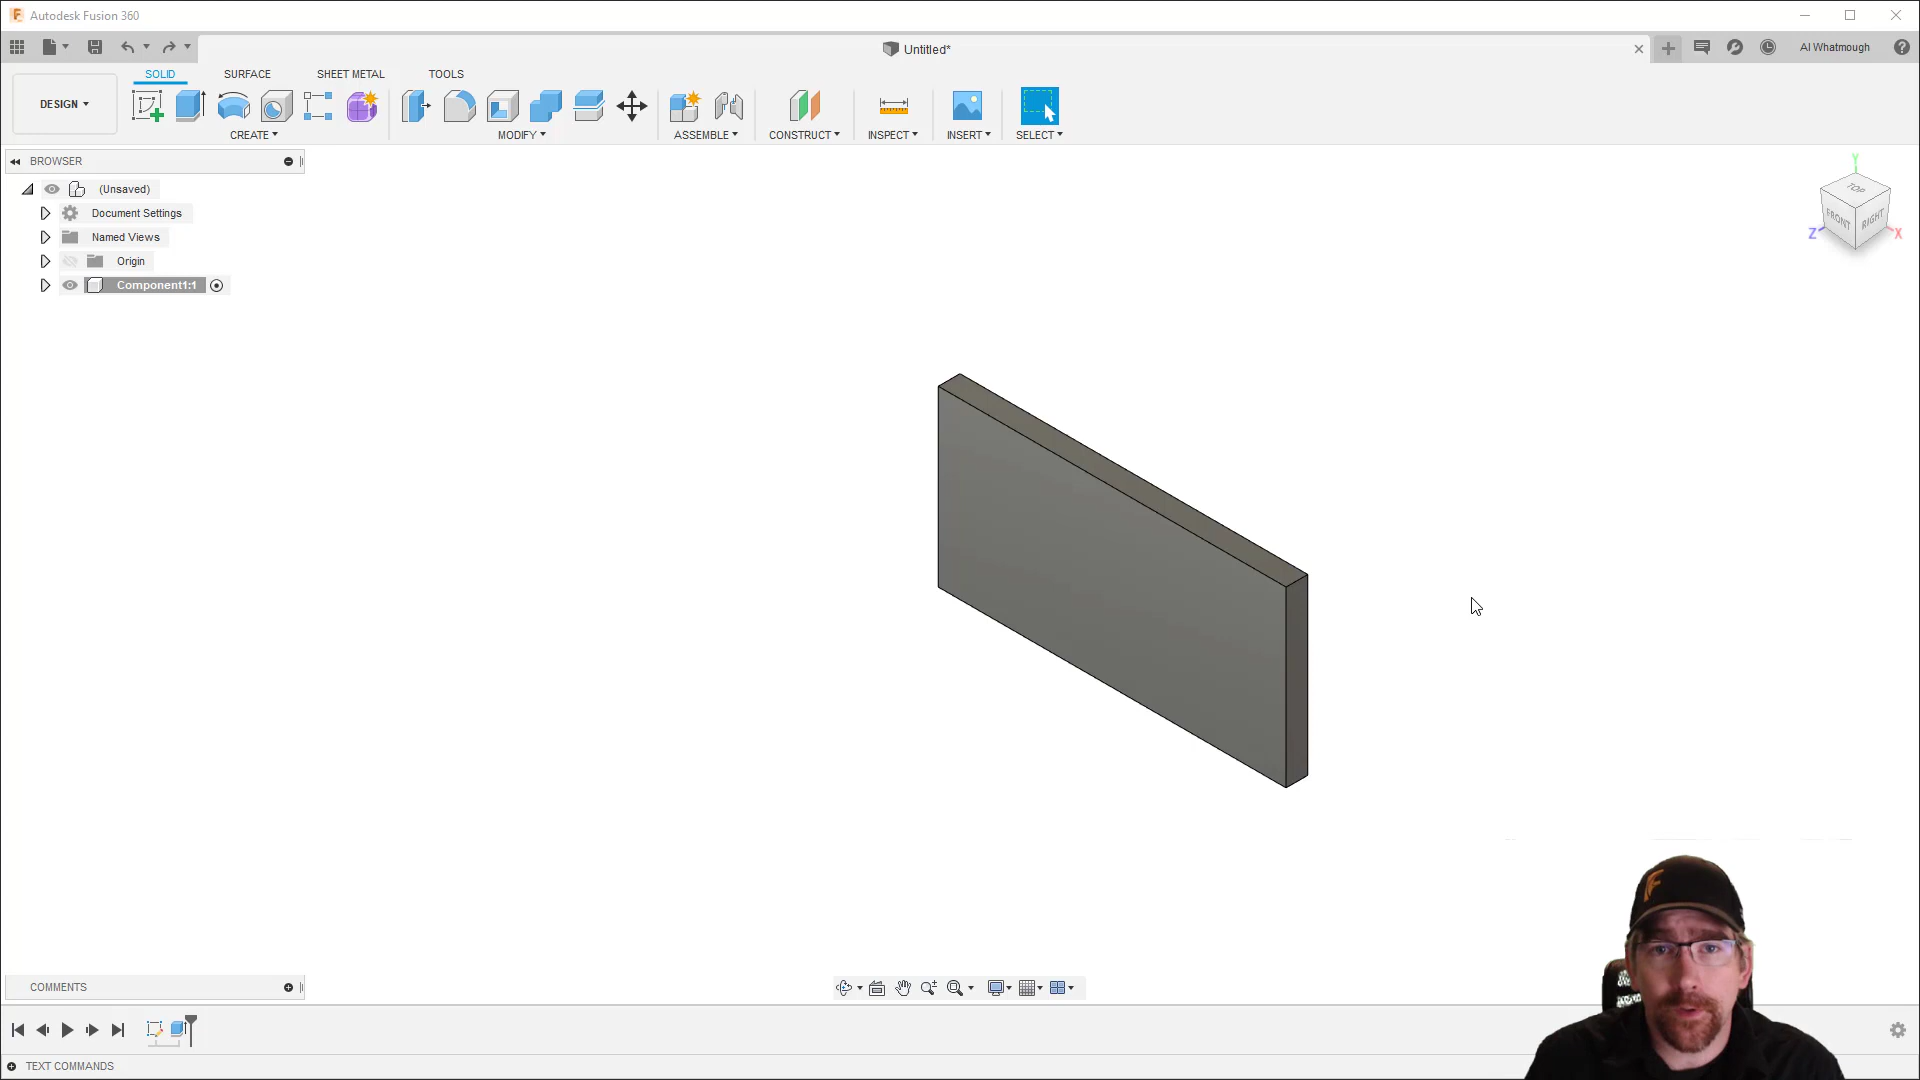 Autodesk Fusion 360
Untitled*
Al Whatmough
SOLID
SURFACE
SHEET METAL
TOOLS
DESIGN
CREATE
MODIFY
ASSEMBLE
CONSTRUCT
INSPECT
INSERT
SELECT
BROWSER
(Unsaved)
Document Settings
Named Views
Origin
Component1:1
Y
TOP
FRONT
RIGHT
Z
X
COMMENTS
TEXT COMMANDS